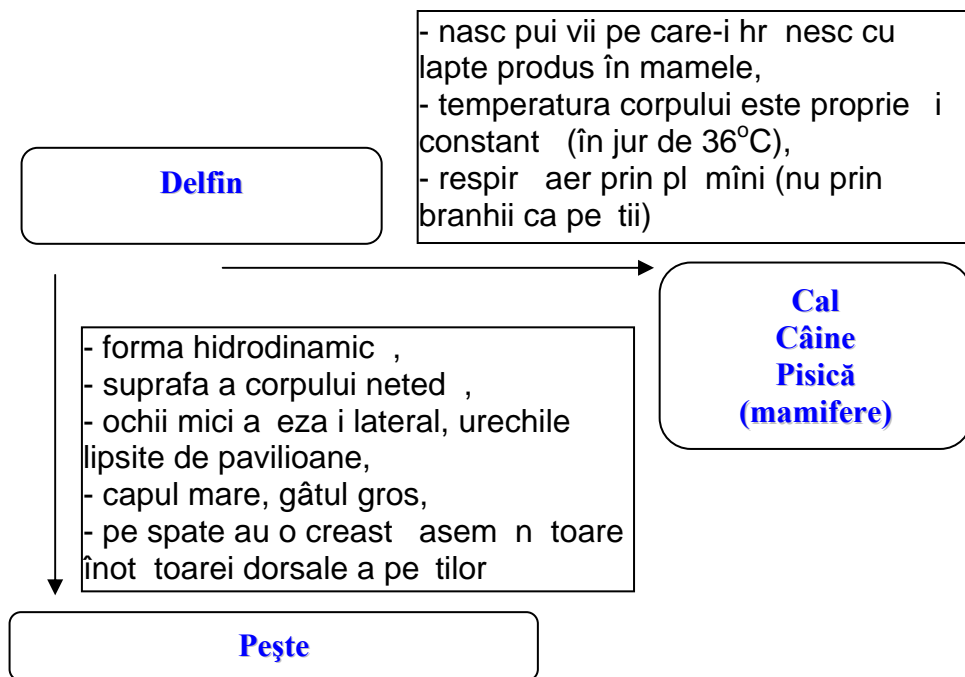 - nasc pui vii pe care-i hr nesc cu
lapte produs în mamele,
- temperatura corpului este proprie i
constant (în jur de 36°C),
- respir aer prin pl mîni (nu prin
branhii ca pe tii)
Delfin
Cal
Câine
Pisică
(mamifere)
- forma hidrodinamic ,
- suprafa a corpului neted ,
- ochii mici a eza i lateral, urechile
lipsite de pavilioane,
- capul mare, gâtul gros,
- pe spate au o creast asem n toare
înot toarei dorsale a pe tilor
Peşte